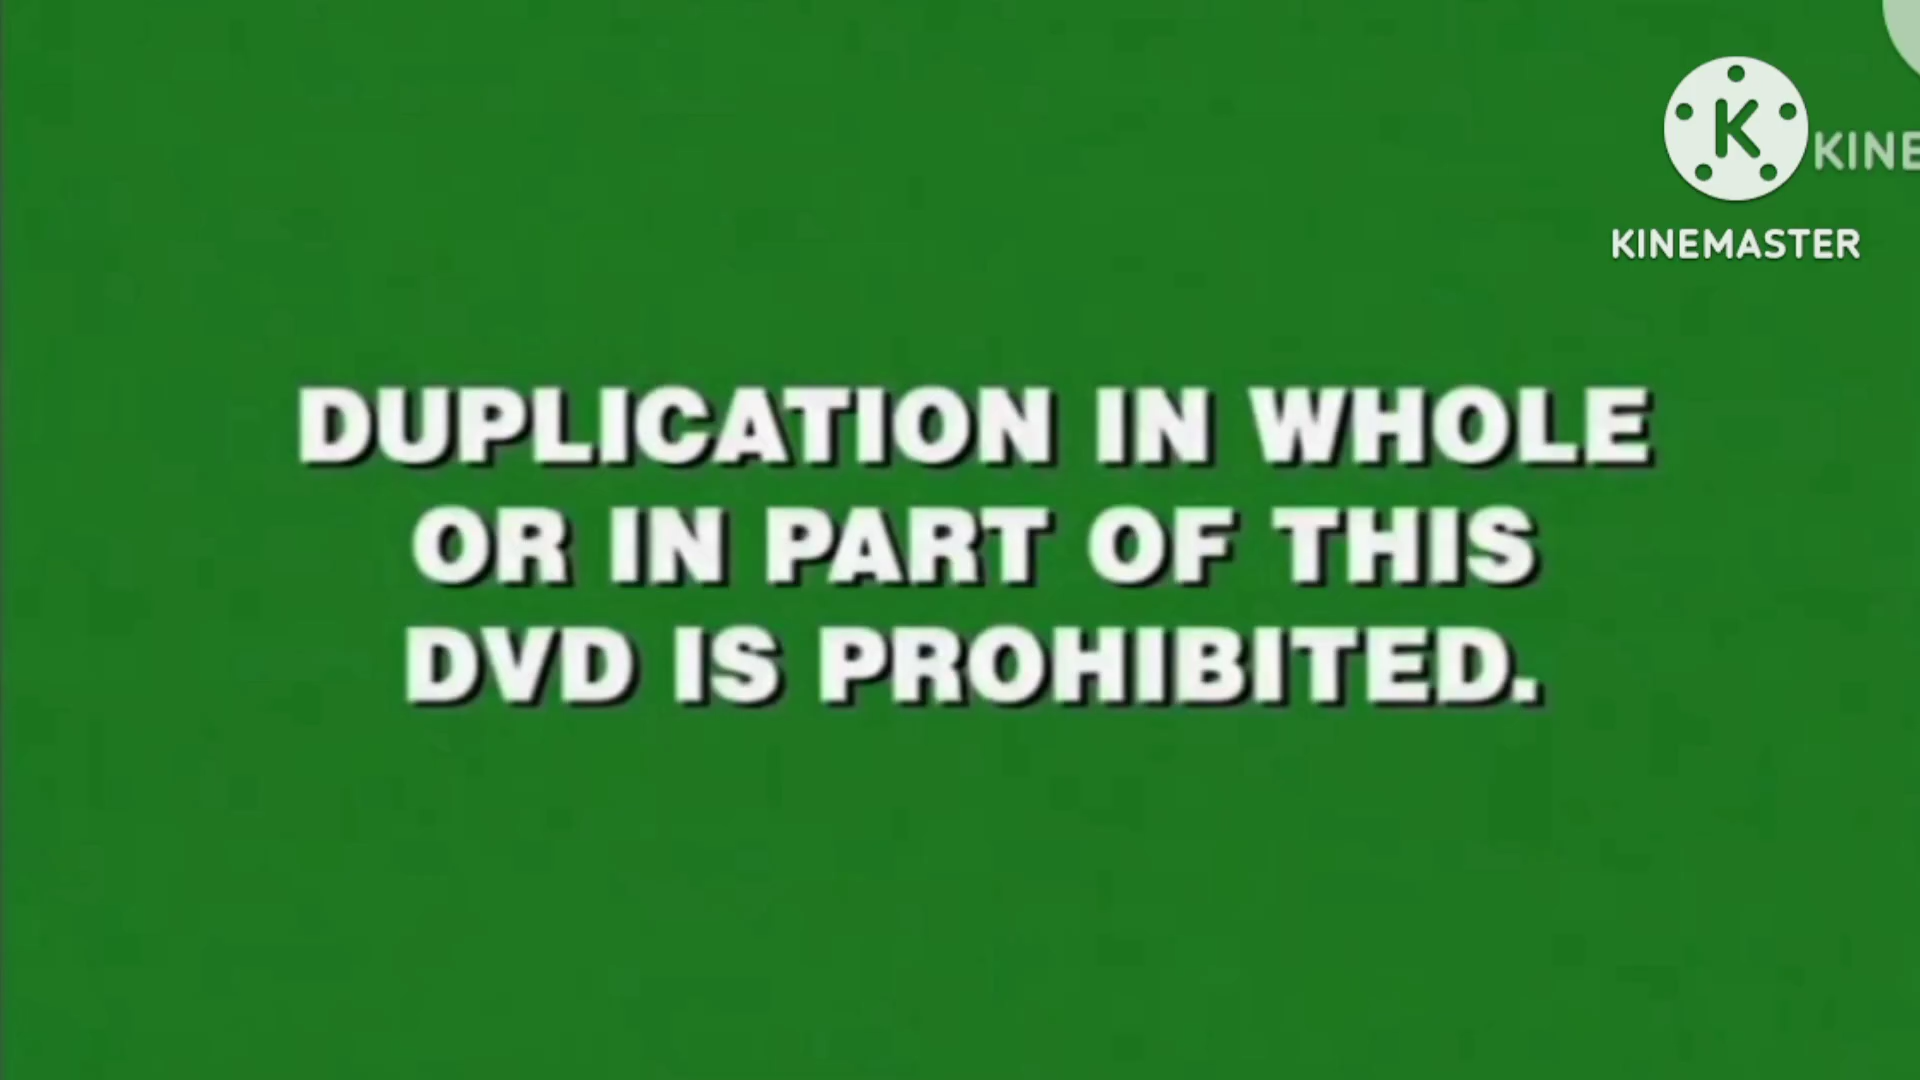 K
KINE
KINEMASTER
DUPLICATION IN WHOLE
OR IN PART OF THIS
DVD IS PROHIBITED.